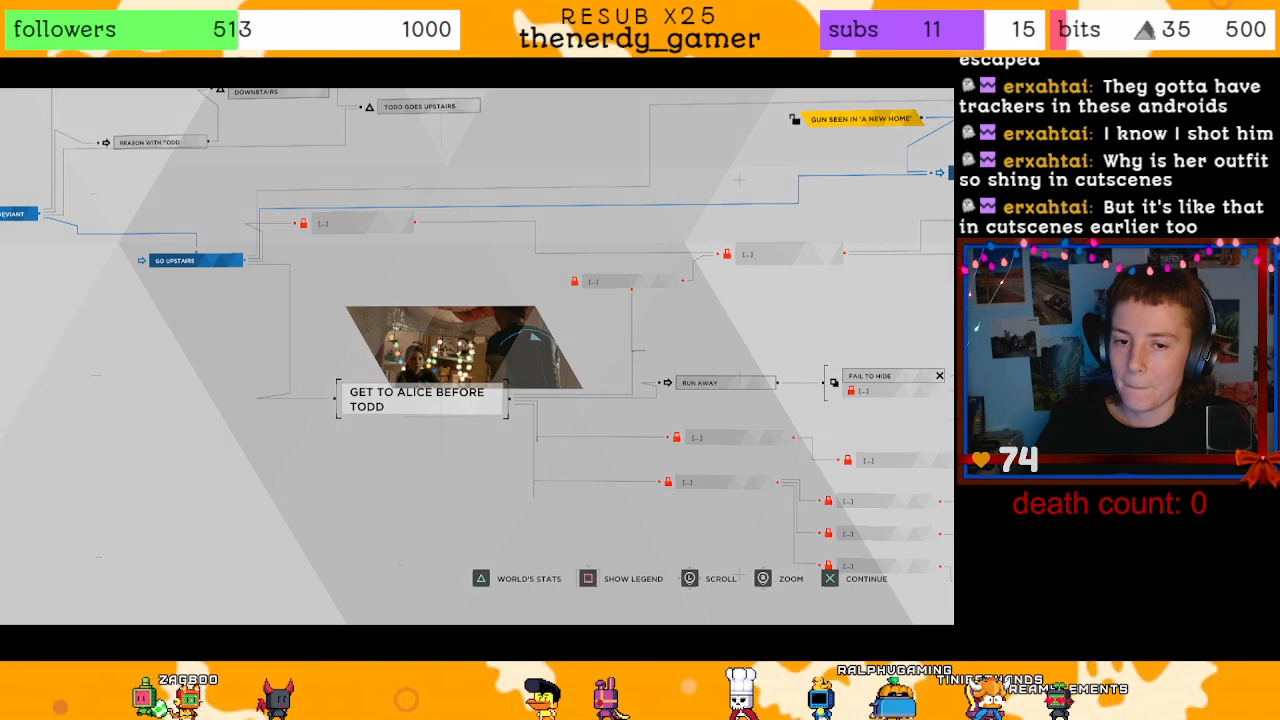 followers 513 1000
RESUB X25
thenerdy_gamer
subs 11 15
bits 35 500
escaped
erxahtai: They gotta have
trackers in these androids
erxahtai: I know I shot him
erxahtai: Why is her outfit
so shiny in cutscenes
erxahtai: But it's like that
in cutscenes earlier too
DOWNSTAIRS
TODD GOES UPSTAIRS
GUN SEEN IN 'A NEW HOME'
REASON WITH TODD
DEVIANT
[...]
GO UPSTAIRS
[...]
[...]
GET TO ALICE BEFORE
TODD
RUN AWAY
FAIL TO HIDE
[...]
[...]
[...]
[...]
[...]
[...]
[...]
WORLD'S STATS
SHOW LEGEND
SCROLL
ZOOM
CONTINUE
74
death count: 0
ZAGBOO
RALPHVGAMING